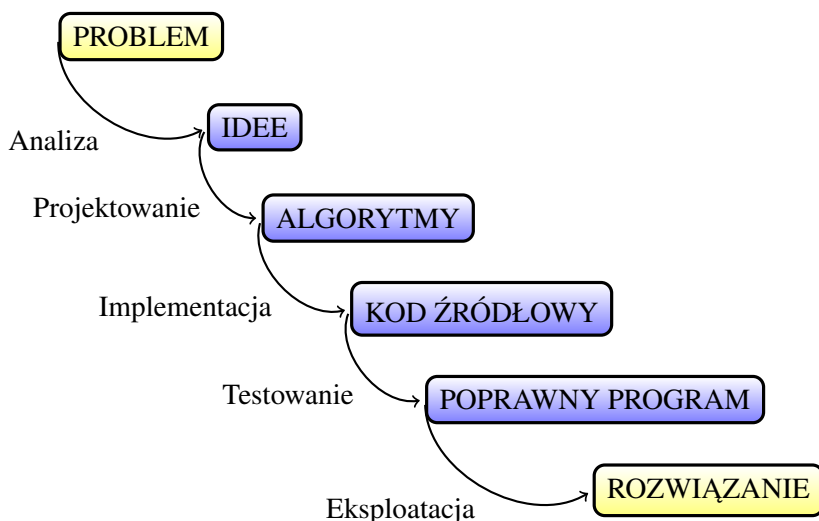 PROBLEM
Analiza
IDEE
Projektowanie
ALGORYTMY
Implementacja
KOD ŹRÓDŁOWY
Testowanie
POPRAWNY PROGRAM
Eksploatacja
ROZWIĄZANIE